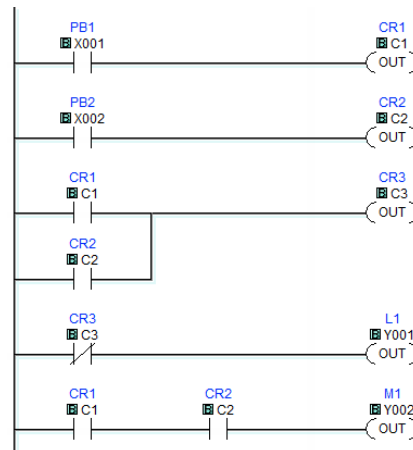 PB1 CR1
B X001 B C1
OUT
PB2 CR2
B X002 B C2
OUT
CR1 CR3
B C1 B C3
OUT
CR2
B C2
CR3 L1
B C3 B Y001
OUT
CR1 CR2 M1
B C1 B C2 B Y002
OUT